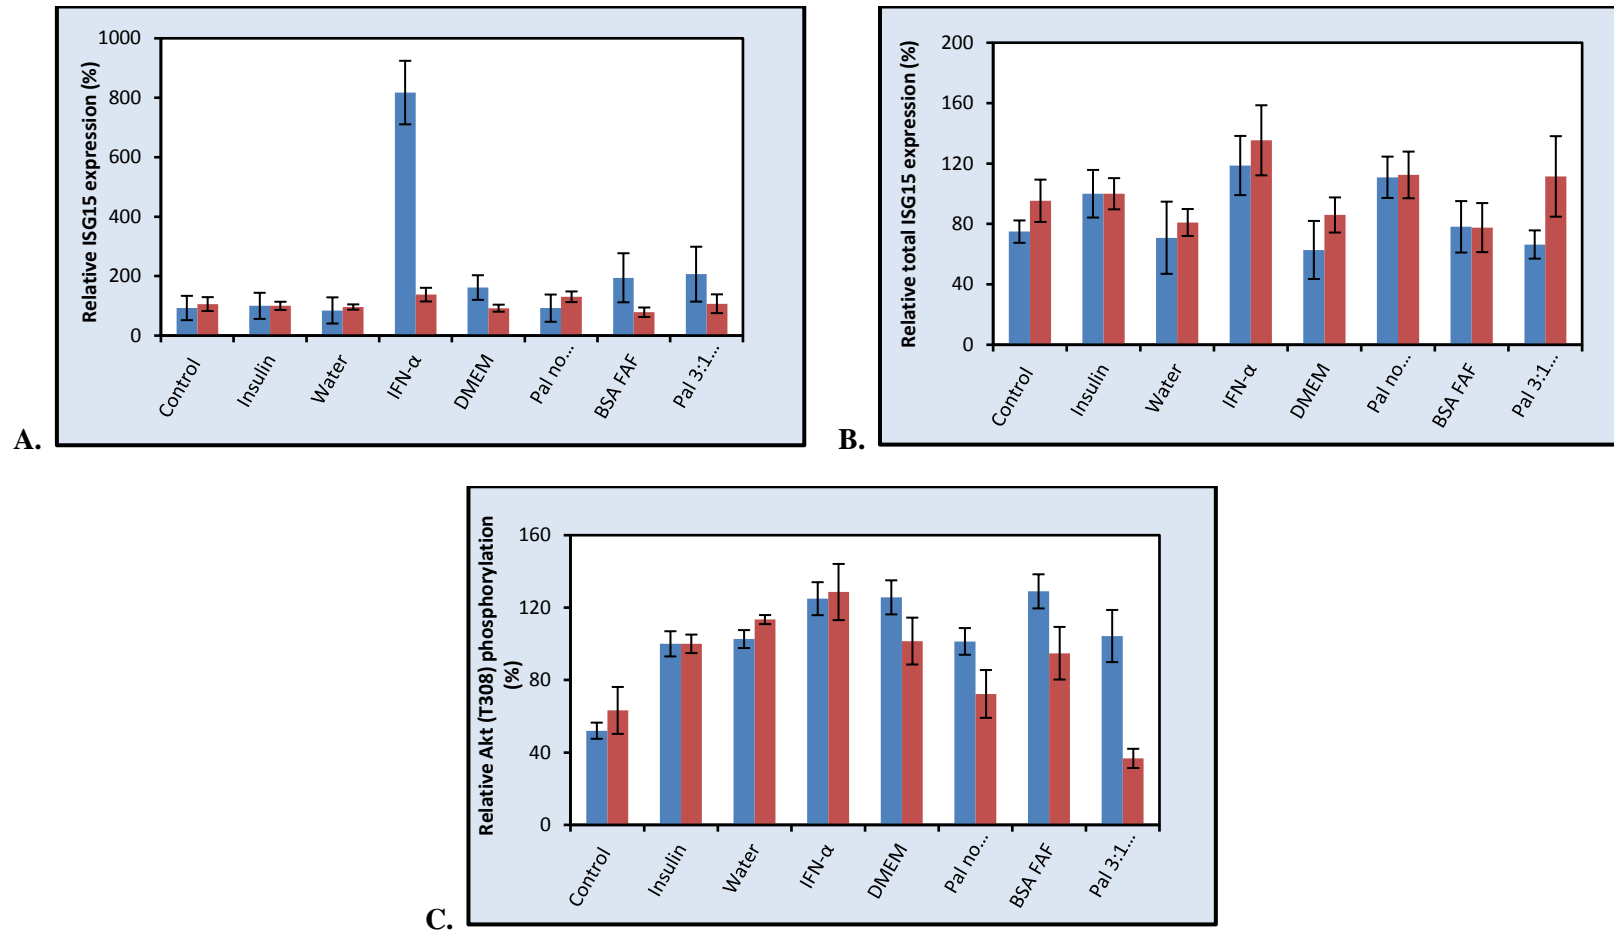 Relative ISG15 expression (%)
1000
800
600
400
200
0
Control
Insulin
Water
IFN-α
DMEM
Pal no...
BSA FAF
Pal 3:1...
A.
Relative total ISG15 expression (%)
200
160
120
80
40
0
Control
Insulin
Water
IFN-α
DMEM
Pal no...
BSA FAF
Pal 3:1...
B.
Relative Akt (T308) phosphorylation
(%)
160
120
80
40
0
Control
Insulin
Water
IFN-α
DMEM
Pal no...
BSA FAF
Pal 3:1...
C.